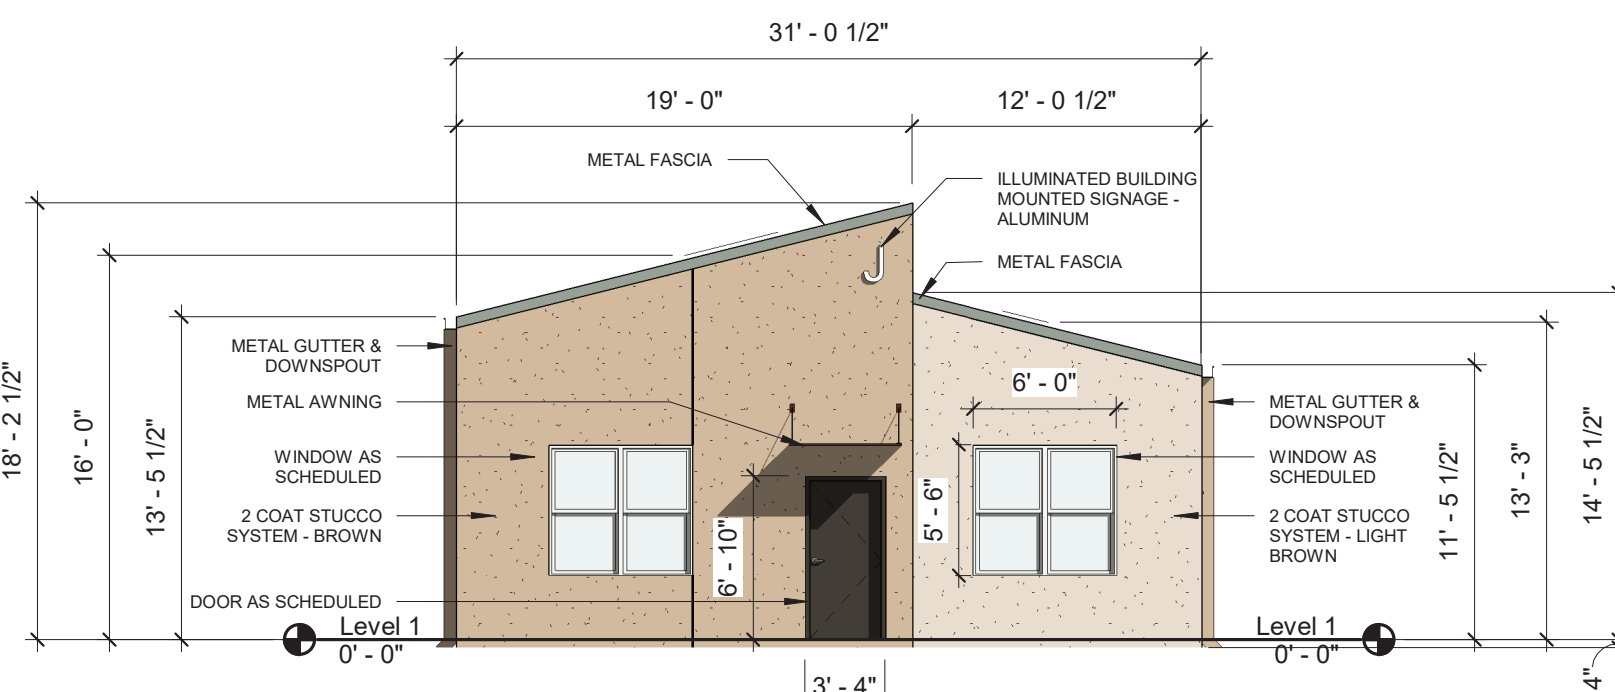 31' - 0 1/2"
19' - 0"
12' - 0 1/2"
METAL FASCIA
ILLUMINATED BUILDING
MOUNTED SIGNAGE -
ALUMINUM
METAL FASCIA
J
18' - 2 1/2"
16' - 0"
13' - 5 1/2"
METAL GUTTER &
DOWNSPOUT
METAL AWNING
WINDOW AS
SCHEDULED
2 COAT STUCCO
SYSTEM - BROWN
DOOR AS SCHEDULED
Level 1
0' - 0"
6' - 10"
3' - 4"
6' - 0"
5' - 6"
METAL GUTTER &
DOWNSPOUT
WINDOW AS
SCHEDULED
2 COAT STUCCO
SYSTEM - LIGHT
BROWN
11' - 5 1/2"
13' - 3"
14' - 5 1/2"
Level 1
0' - 0"
4"